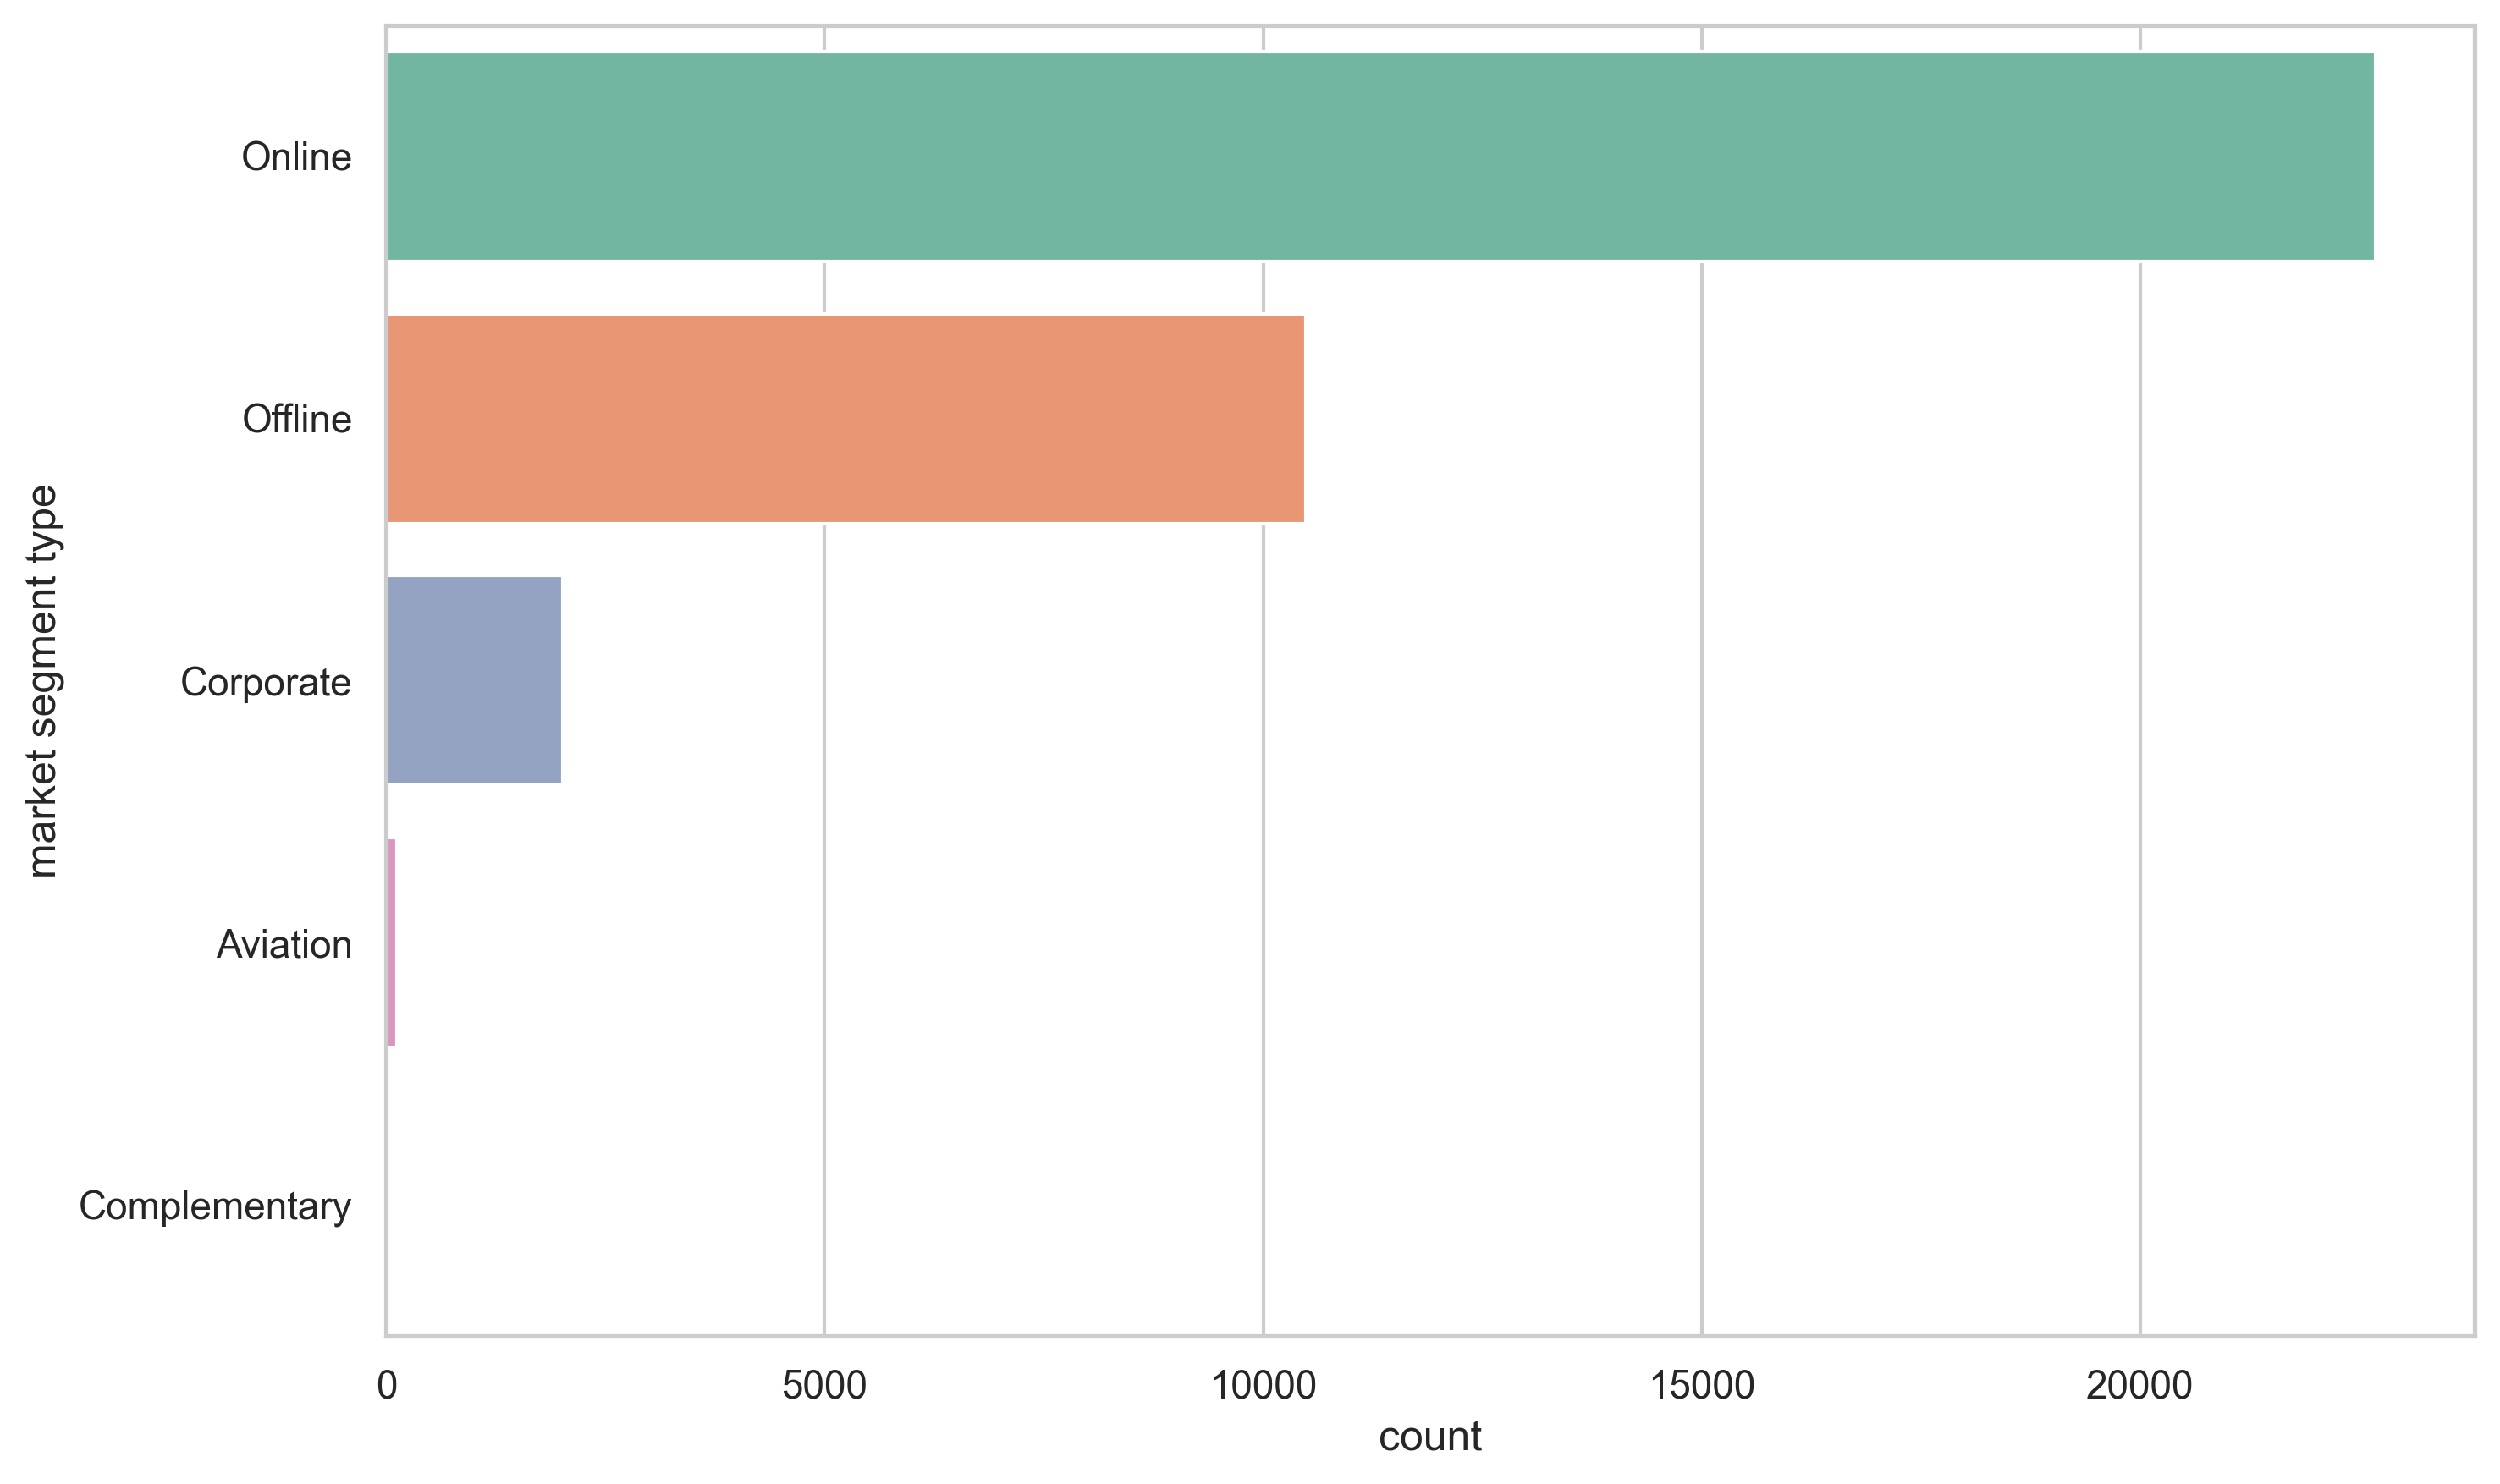 market segment type
Online
Offline
Corporate
Aviation
Complementary
0 5000 10000 15000 20000
count